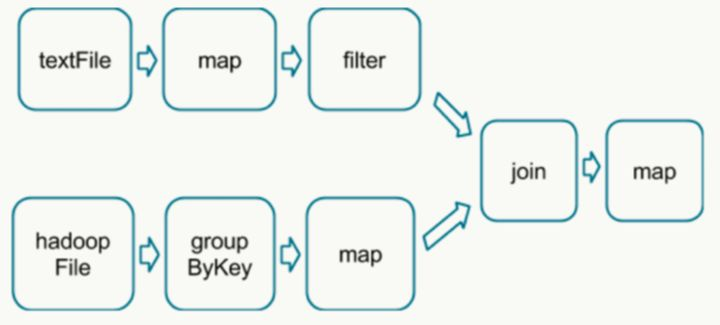 textFile
map
filter
join
map
hadoop
File
group
ByKey
map